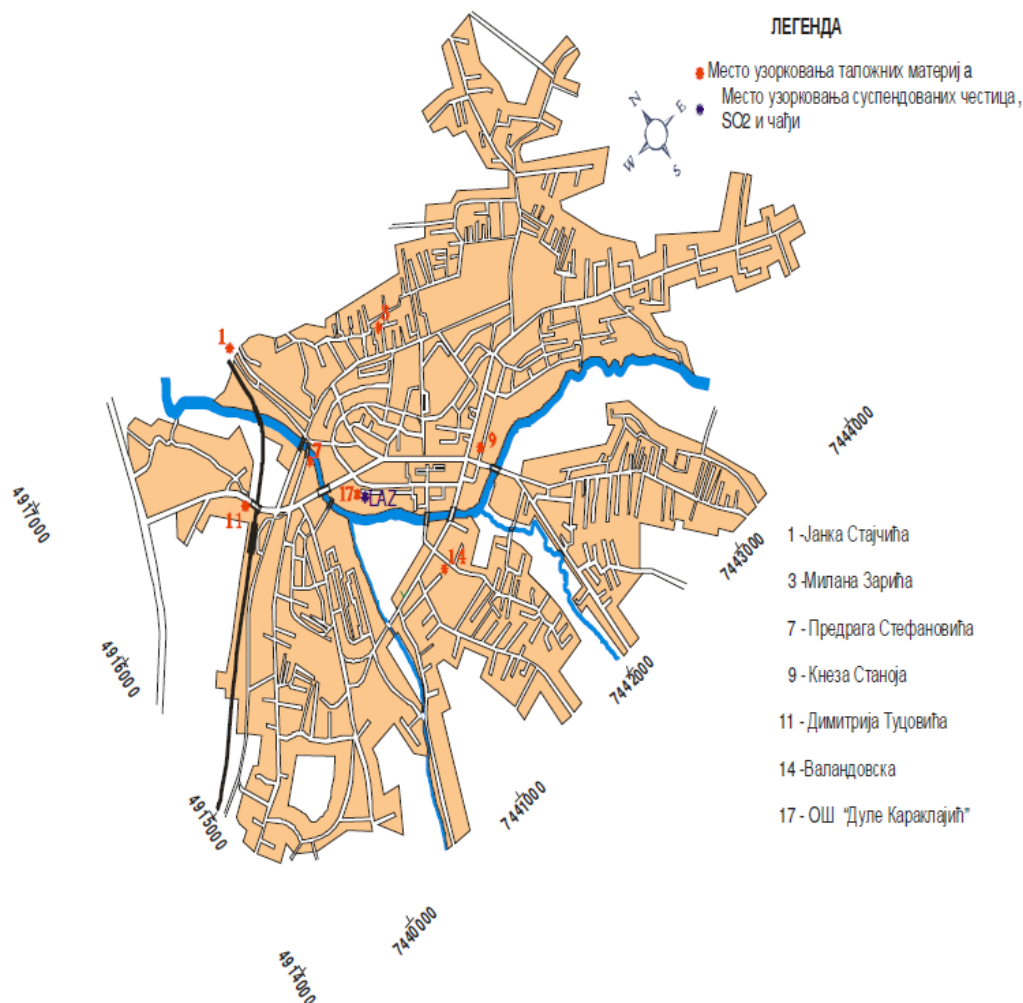 ЛЕГЕНДА
Место узорковања таложних материја
Место узорковања суспендованих честица,
SO2 и чађи
N
E
W
S
3
1
7444000
9
7
4917000
17
LAZ
11
7443000
1 -Јанка Стајчића
14
3 -Милана Зарића
7 - Предрага Стефановића
4916000
7442000
9 - Кнеза Станоја
11 - Димитрија Туцовића
14 -Валандовска
7441000
4915000
17 - ОШ "Дуле Караклајић"
7440000
4914000